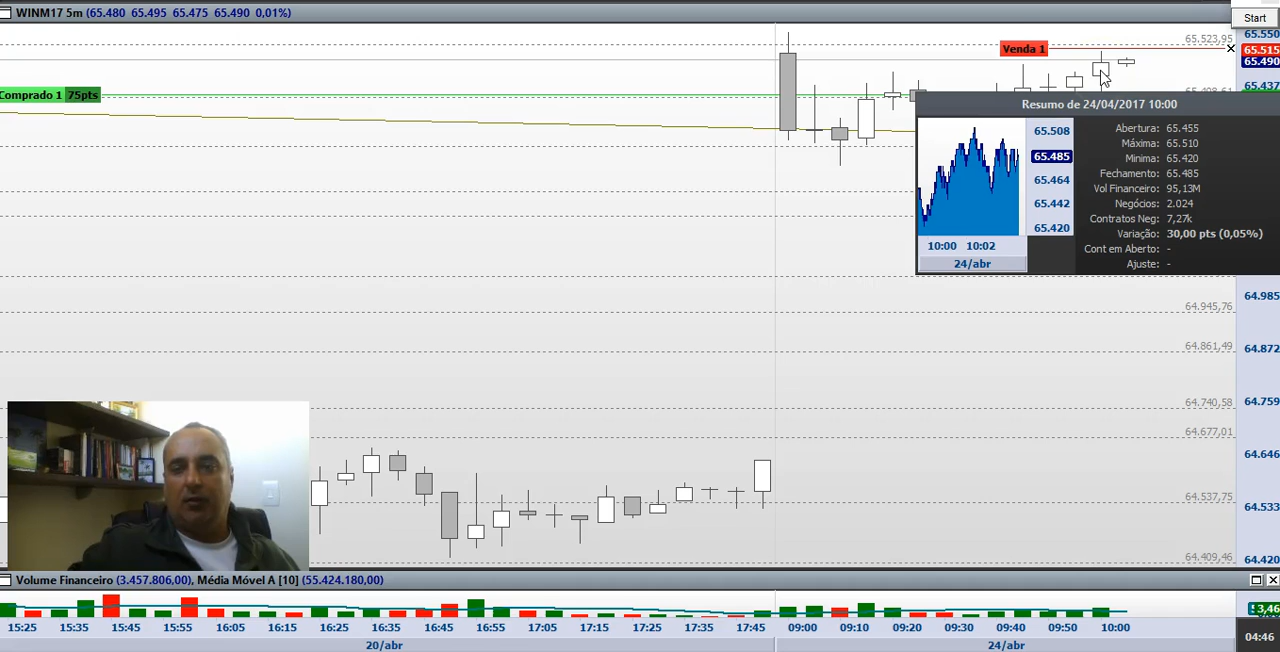 WINM17 5m (65.480 65.495 65.475 65.490 0,01%)
Start
65.523,95
65.550
Venda 1
65.515
65.490
65.437
Comprado 1 75pts
Resumo de 24/04/2017 10:00
65.508
65.485
65.464
65.442
65.420
10:00 10:02
24/abr
Abertura: 65.455
Máxima: 65.510
Minima: 65.420
Fechamento: 65.485
Vol Financeiro: 95,13M
Negócios: 2.024
Contratos Neg: 7,27k
Variação: 30,00 pts (0,05%)
Cont em Aberto: -
Ajuste: -
64.985
64.945,76
64.872
64.861,49
64.759
64.740,58
64.677,01
64.646
64.537,75
64.533
64.409,46
64.420
Volume Financeiro (3.457.806,00), Média Móvel A [10] (55.424.180,00)
3,46
15:25 15:35 15:45 15:55 16:05 16:15 16:25 16:35 16:45 16:55 17:05 17:15 17:25 17:35 17:45 09:00 09:10 09:20 09:30 09:40 09:50 10:00
04:46
20/abr 24/abr